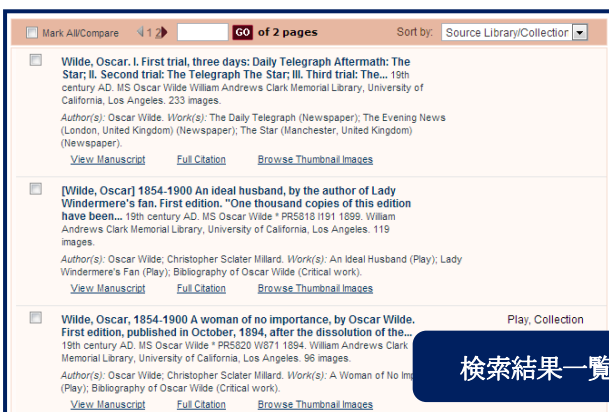 Mark All/Compare 1 2 GO of 2 pages Sort by: Source Library/Collection
Wilde, Oscar. I. First trial, three days: Daily Telegraph Aftermath: The
Star; II. Second trial: The Telegraph The Star; III. Third trial: The... 19th
century AD. MS Oscar Wilde William Andrews Clark Memorial Library, University of
California, Los Angeles. 233 images.
Author(s): Oscar Wilde. Work(s): The Daily Telegraph (Newspaper); The Evening News
(London, United Kingdom) (Newspaper); The Star (Manchester, United Kingdom)
(Newspaper).
View Manuscript Full Citation Browse Thumbnail Images
[Wilde, Oscar] 1854-1900 An ideal husband, by the author of Lady
Windermere's fan. First edition. "One thousand copies of this edition
have been... 19th century AD. MS Oscar Wilde * PR5818 I191 1899. William
Andrews Clark Memorial Library, University of California, Los Angeles. 119
images.
Author(s): Oscar Wilde; Christopher Sclater Millard. Work(s): An Ideal Husband (Play); Lady
Windermere's Fan (Play); Bibliography of Oscar Wilde (Critical work).
View Manuscript Full Citation Browse Thumbnail Images
Wilde, Oscar, 1854-1900 A woman of no importance, by Oscar Wilde. Play, Collection
First edition, published in October, 1894, after the dissolution of the...
19th century AD. MS Oscar Wilde * PR5820 W871 1894. William Andrews Clark
Memorial Library, University of California, Los Angeles. 96 images.
Author(s): Oscar Wilde; Christopher Sclater Millard. Work(s): A Woman of No
(Play); Bibliography of Oscar Wilde (Critical work).
View Manuscript Full Citation Browse Thumbnail Images
検索結果一覧